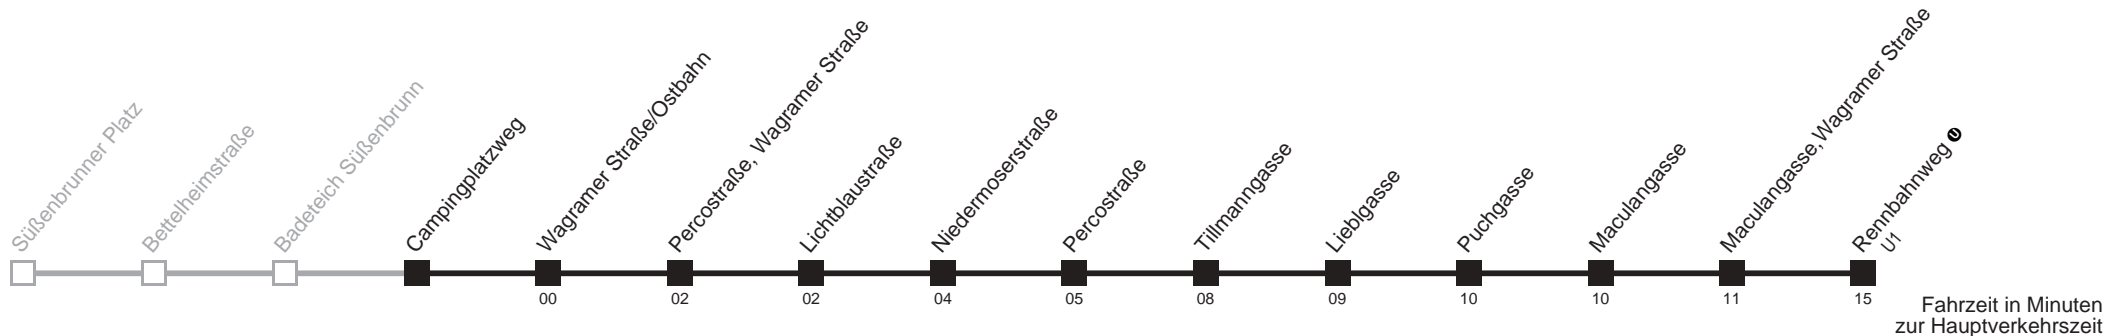 Süßenbrunner Platz
Bettelheimstraße
Badeteich Süßenbrunn
Campingplatzweg
Wagramer Straße/Ostbahn
Percostraße, Wagramer Straße
Lichtblaustraße
Niedermoserstraße
Percostraße
Tillmanngasse
Lieblgasse
Puchgasse
Maculangasse
Maculangasse,Wagramer Straße
Rennbahnweg U
U1
00 02 02 04 05 08 09 10 10 11 15
Fahrzeit in Minuten
zur Hauptverkehrszeit